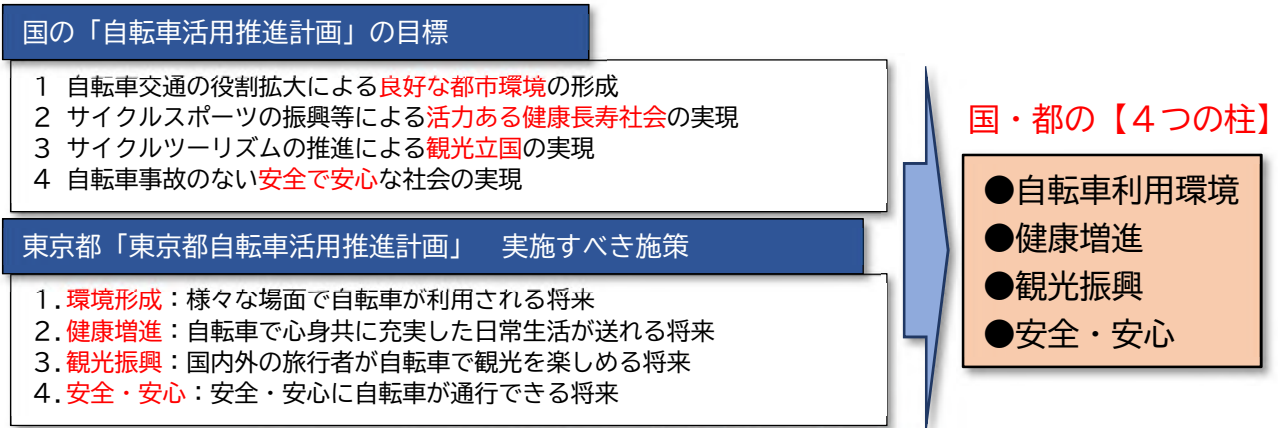 国の「自転車活用推進計画」の目標
1 自転車交通の役割拡大による良好な都市環境の形成
2 サイクルスポーツの振興等による活力ある健康長寿社会の実現
3 サイクルツーリズムの推進による観光立国の実現
4 自転車事故のない安全で安心な社会の実現
東京都「東京都自転車活用推進計画」 実施すべき施策
1.環境形成:様々な場面で自転車が利用される将来
2.健康増進:自転車で心身共に充実した日常生活が送れる将来
3.観光振興:国内外の旅行者が自転車で観光を楽しめる将来
4.安全・安心:安全・安心に自転車が通行できる将来
国・都の【4つの柱】
●自転車利用環境
●健康増進
●観光振興
●安全・安心